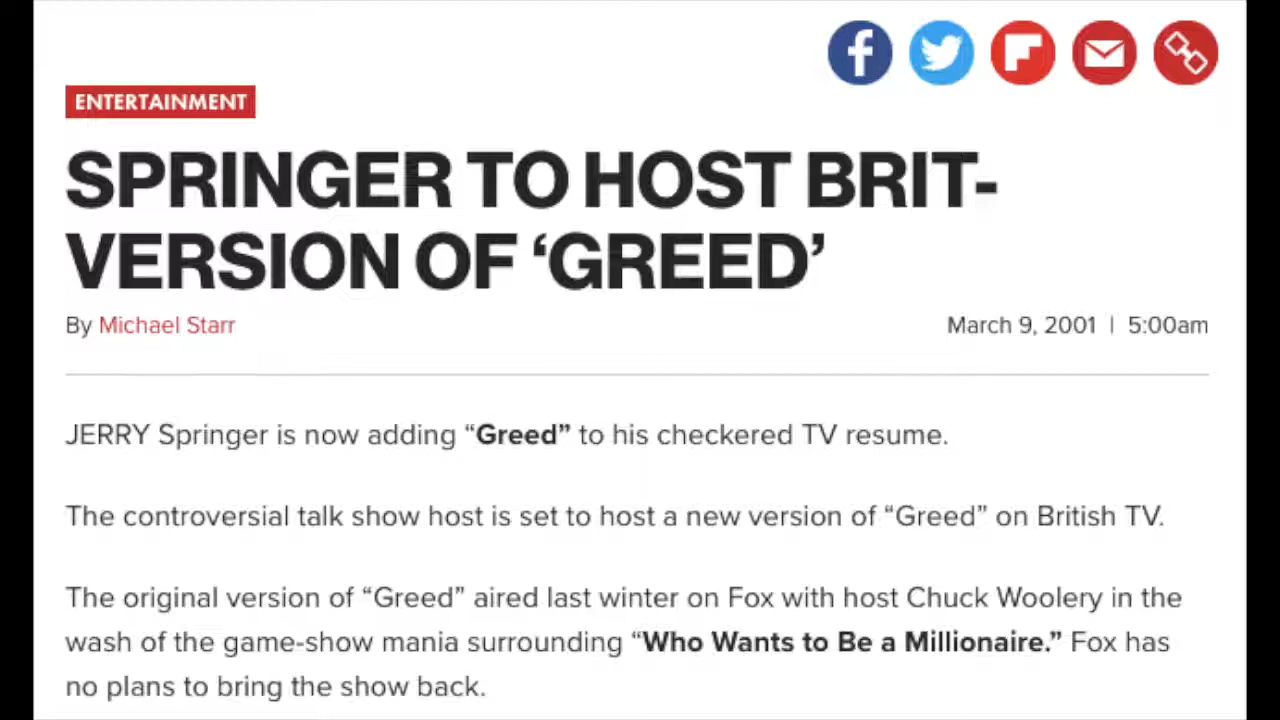 ENTERTAINMENT
SPRINGER TO HOST BRIT-
VERSION OF ‘GREED’
By Michael Starr March 9, 2001 | 5:00am
JERRY Springer is now adding “Greed” to his checkered TV resume.
The controversial talk show host is set to host a new version of “Greed” on British TV.
The original version of “Greed” aired last winter on Fox with host Chuck Woolery in the
wash of the game-show mania surrounding “Who Wants to Be a Millionaire.” Fox has
no plans to bring the show back.